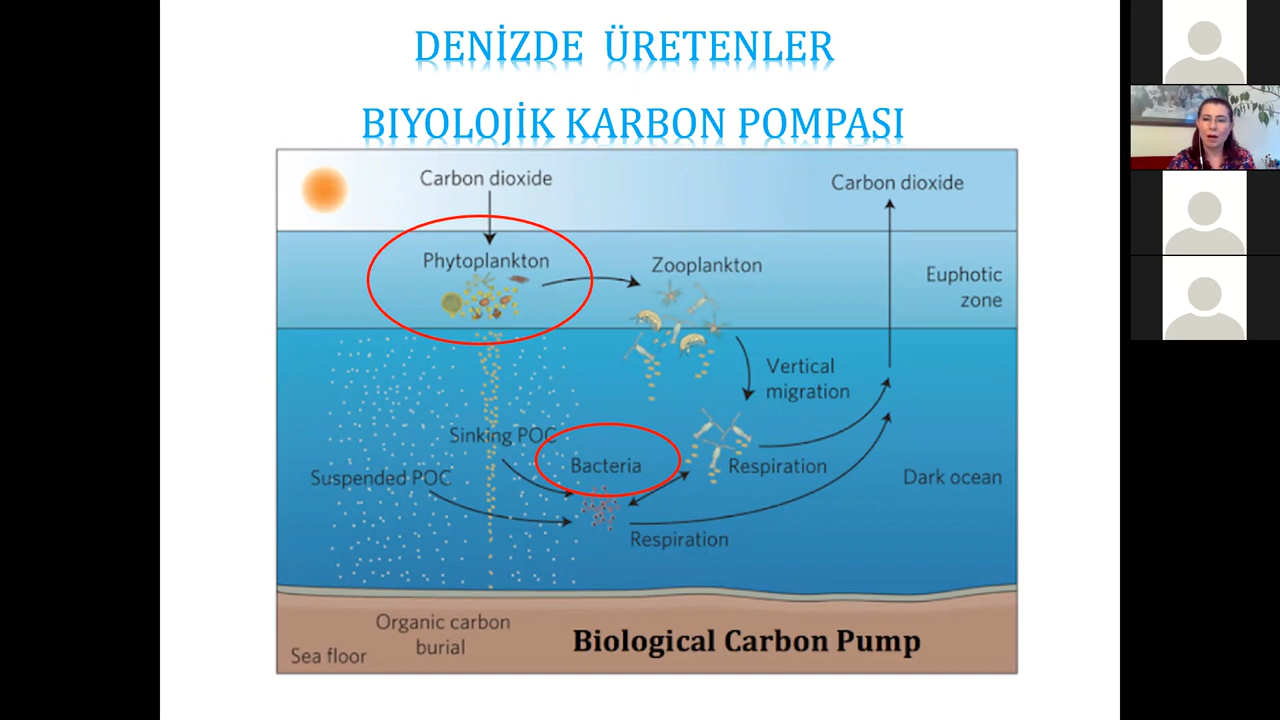 DENİZDE ÜRETENLER
BIYOLOJİK KARBON POMPASI
Carbon dioxide
Carbon dioxide
Phytoplankton
Zooplankton
Euphotic
zone
Vertical
migration
Sinking POC
Bacteria
Respiration
Suspended POC
Dark ocean
Respiration
Organic carbon
burial
Biological Carbon Pump
Sea floor